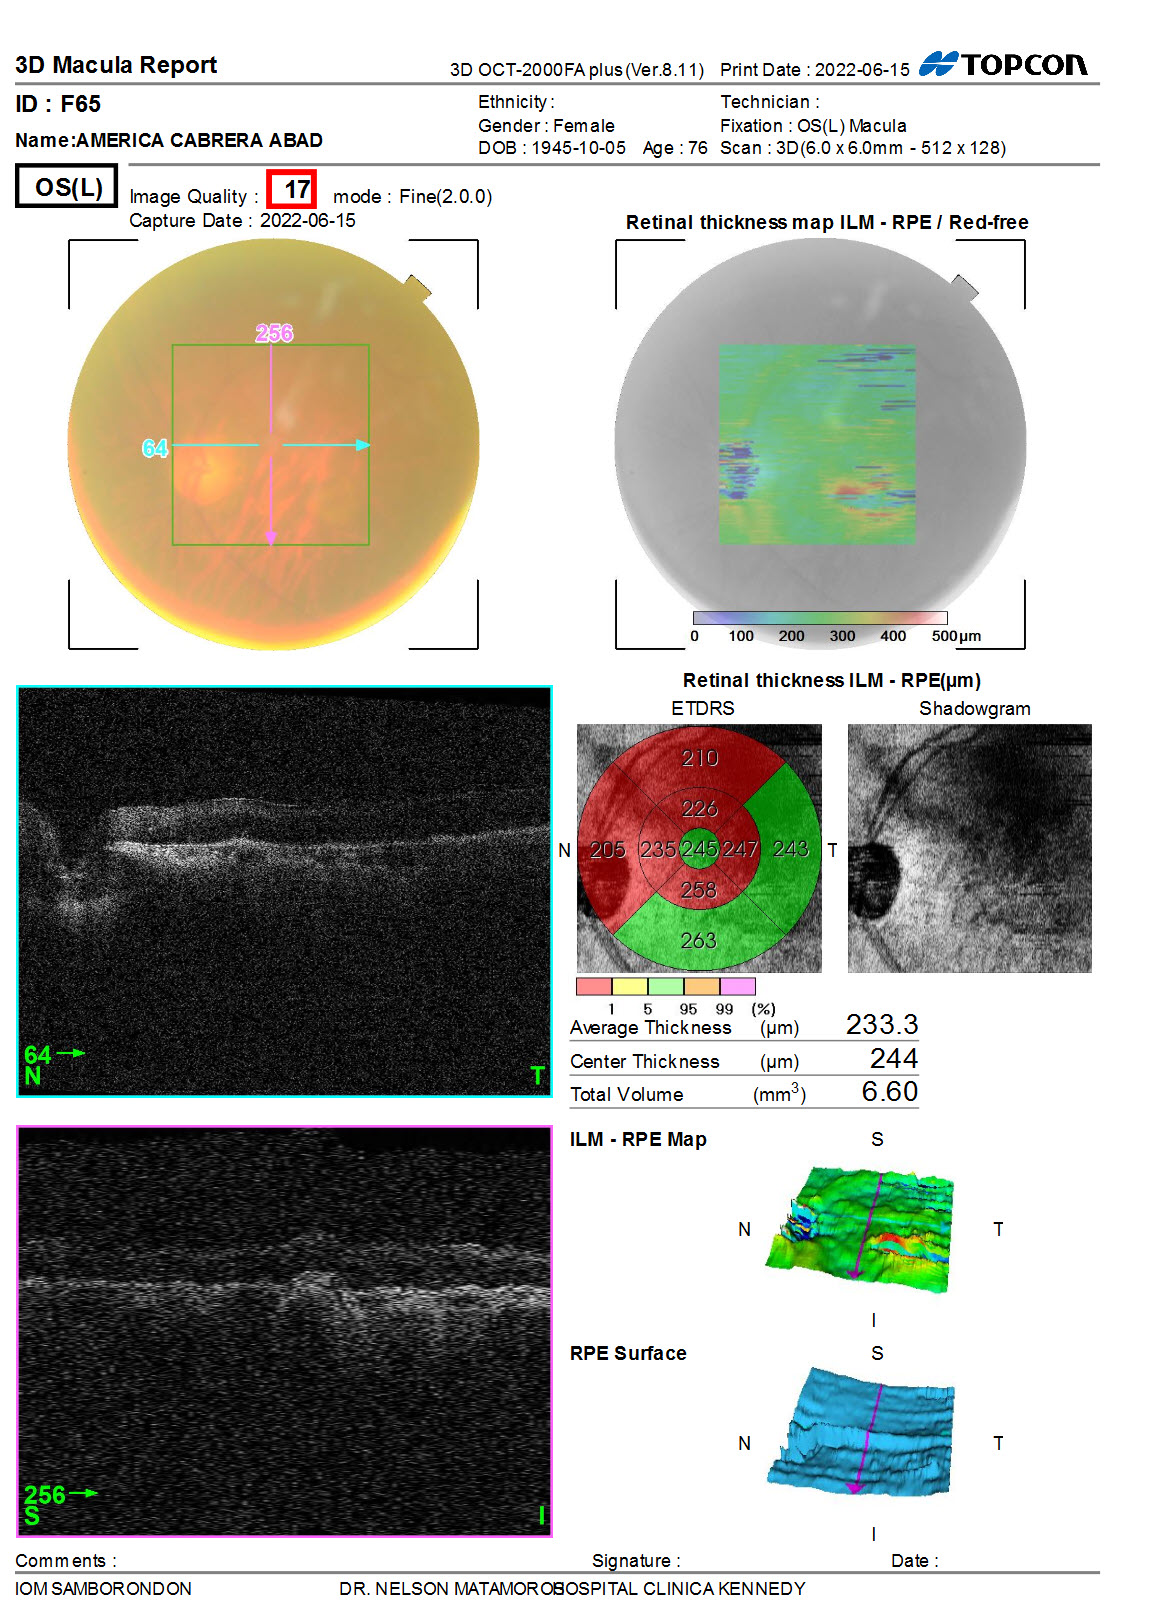 3D Macula Report
3D OCT-2000FA plus(Ver.8.11) Print Date : 2022-06-15 TOPCON
ID : F65
Ethnicity :
Technician :
Gender : Female
Fixation : OS(L) Macula
Name:AMERICA CABRERA ABAD
DOB : 1945-10-05 Age : 76 Scan : 3D(6.0 x 6.0mm - 512 x 128)
OS(L)
Image Quality : 17 mode : Fine(2.0.0)
Capture Date : 2022-06-15
Retinal thickness map ILM - RPE / Red-free
256
64
0 100 200 300 400 500 µm
Retinal thickness ILM - RPE(µm)
ETDRS
Shadowgram
210
226
N 205 235 245 247 243 T
258
263
1 5 95 99 (%)
Average Thickness (µm) 233.3
Center Thickness (µm) 244
Total Volume (mm3) 6.60
64
N T
ILM - RPE Map
S
N T
I
RPE Surface
S
N T
I
256
S I
Comments :
Signature :
Date :
IOM SAMBORONDON
DR. NELSON MATAMOROS
HOSPITAL CLINICA KENNEDY